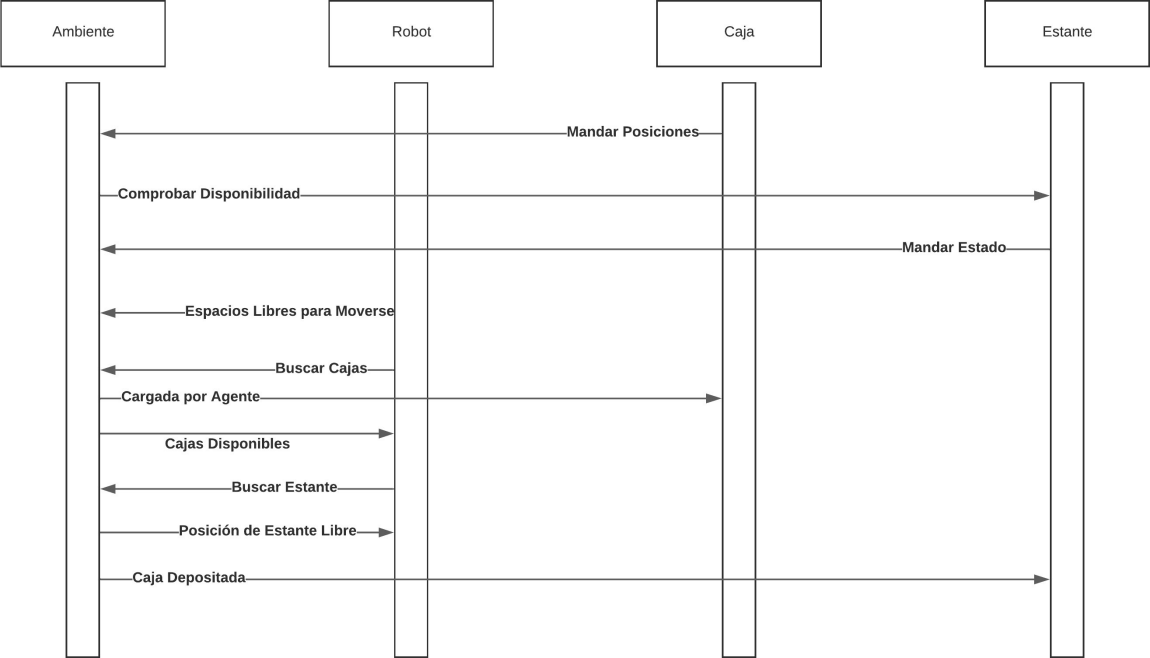 Ambiente
Robot
Caja
Estante
Mandar Posiciones
Comprobar Disponibilidad
Mandar Estado
Espacios Libres para Moverse
Buscar Cajas
Cargada por Agente
Cajas Disponibles
Buscar Estante
Posición de Estante Libre
Caja Depositada